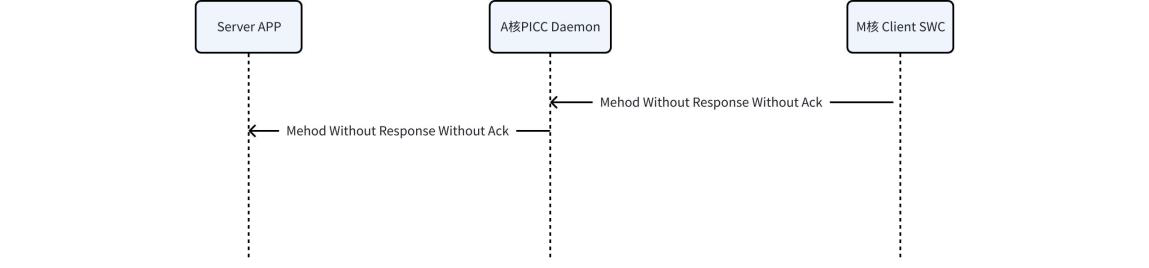 Server APP
A核PICC Daemon
M核 Client SWC
Mehod Without Response Without Ack
Mehod Without Response Without Ack